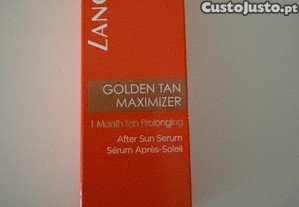 CustoJusto.pt
LANC
GOLDEN TAN
MAXIMIZER
1 Month Tan Prolonging
After Sun Serum
Sérum Après-Soleil